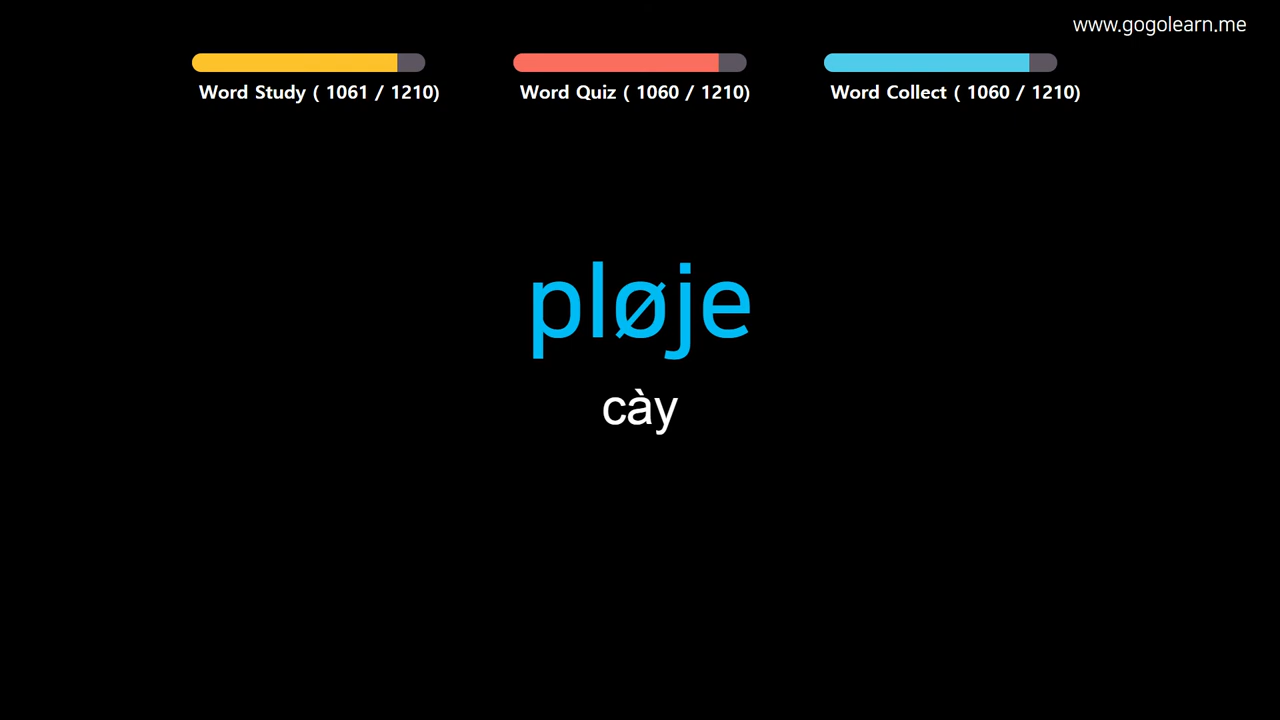 www.gogolearn.me
Word Study ( 1061 / 1210)
Word Quiz ( 1060 / 1210)
Word Collect ( 1060 / 1210)
pløje
cày